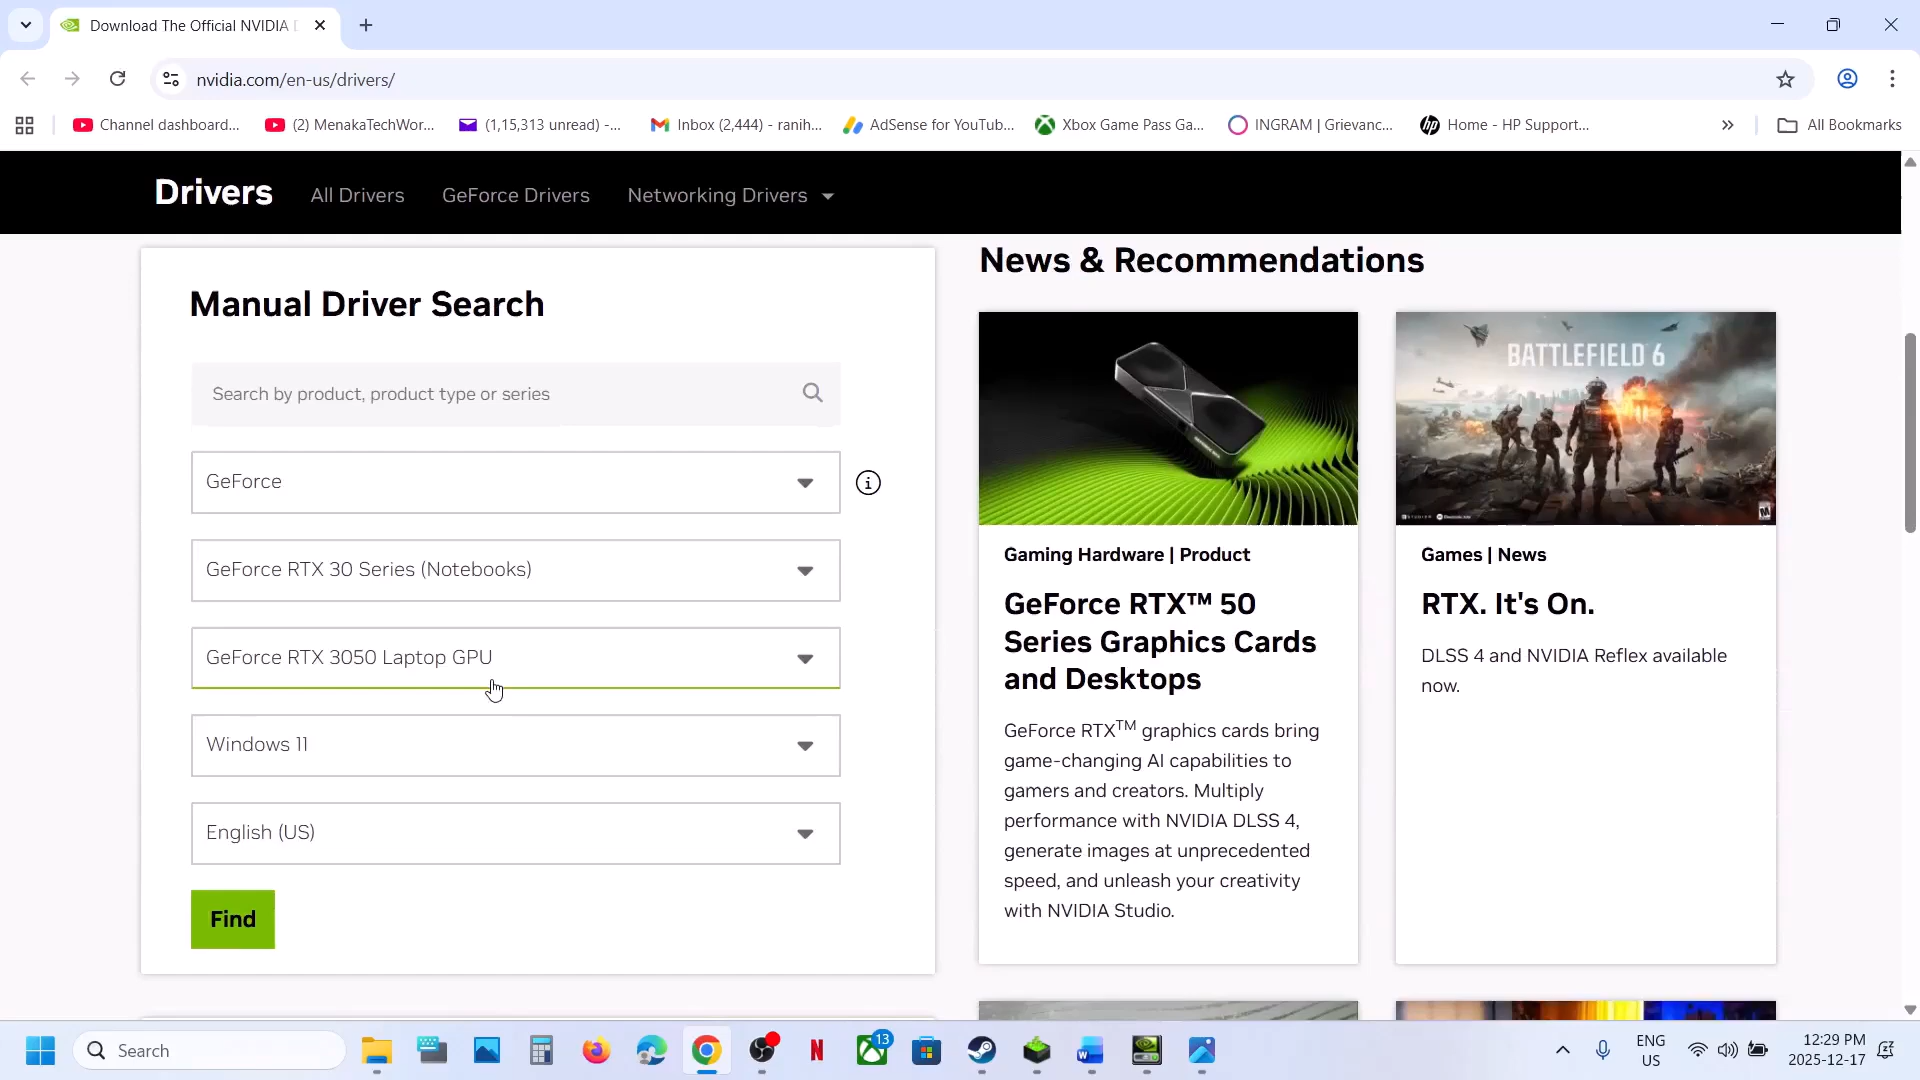 Download The Official NVIDIA D
nvidia.com/en-us/drivers/
Channel dashboard...
(2) MenakaTechWor...
(1,15,313 unread) -...
Inbox (2,444) - ranih...
AdSense for YouTub...
Xbox Game Pass Ga...
INGRAM | Grievanc...
Home - HP Support...
All Bookmarks
Drivers
All Drivers
GeForce Drivers
Networking Drivers
Manual Driver Search
Search by product, product type or series
GeForce
GeForce RTX 30 Series (Notebooks)
GeForce RTX 3050 Laptop GPU
Windows 11
English (US)
Find
News & Recommendations
Gaming Hardware | Product
GeForce RTX™ 50
Series Graphics Cards
and Desktops
GeForce RTX™ graphics cards bring
game-changing AI capabilities to
gamers and creators. Multiply
performance with NVIDIA DLSS 4,
generate images at unprecedented
speed, and unleash your creativity
with NVIDIA Studio.
BATTLEFIELD 6
Games | News
RTX. It's On.
DLSS 4 and NVIDIA Reflex available
now.
Search
13
ENG
US
12:29 PM
2025-12-17